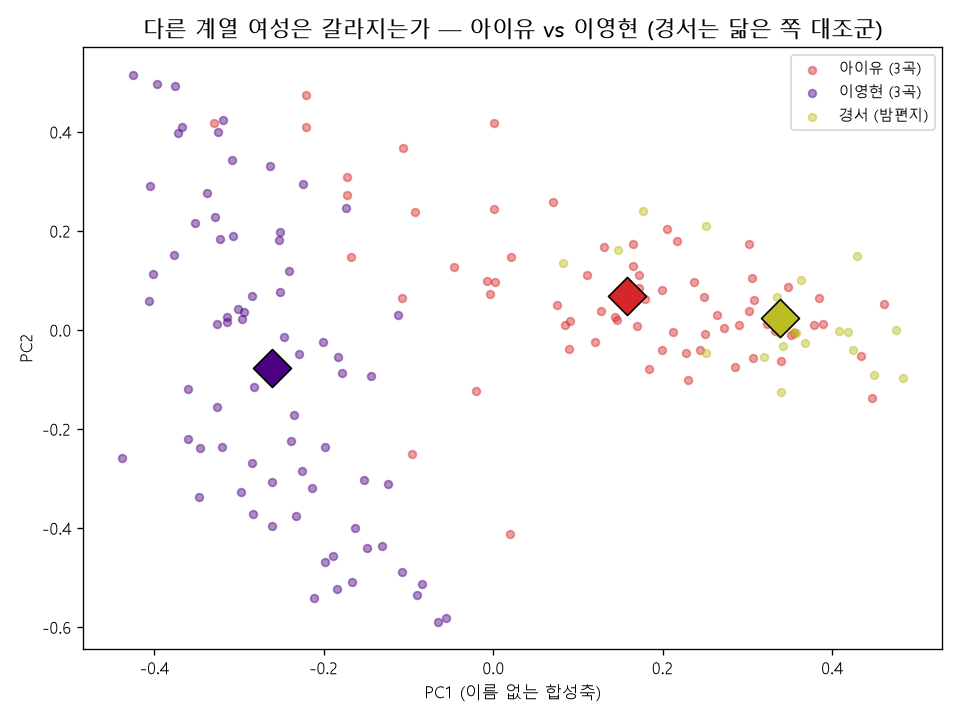 다른 계열 여성은 갈라지는가 — 아이유 vs 이영현 (경서는 닮은 쪽 대조군)
아이유 (3곡)
이영현 (3곡)
경서 (밤편지)
0.4
0.2
0.0
-0.2
-0.4
-0.6
PC2
-0.4
-0.2
0.0
0.2
0.4
PC1 (이름 없는 합성축)